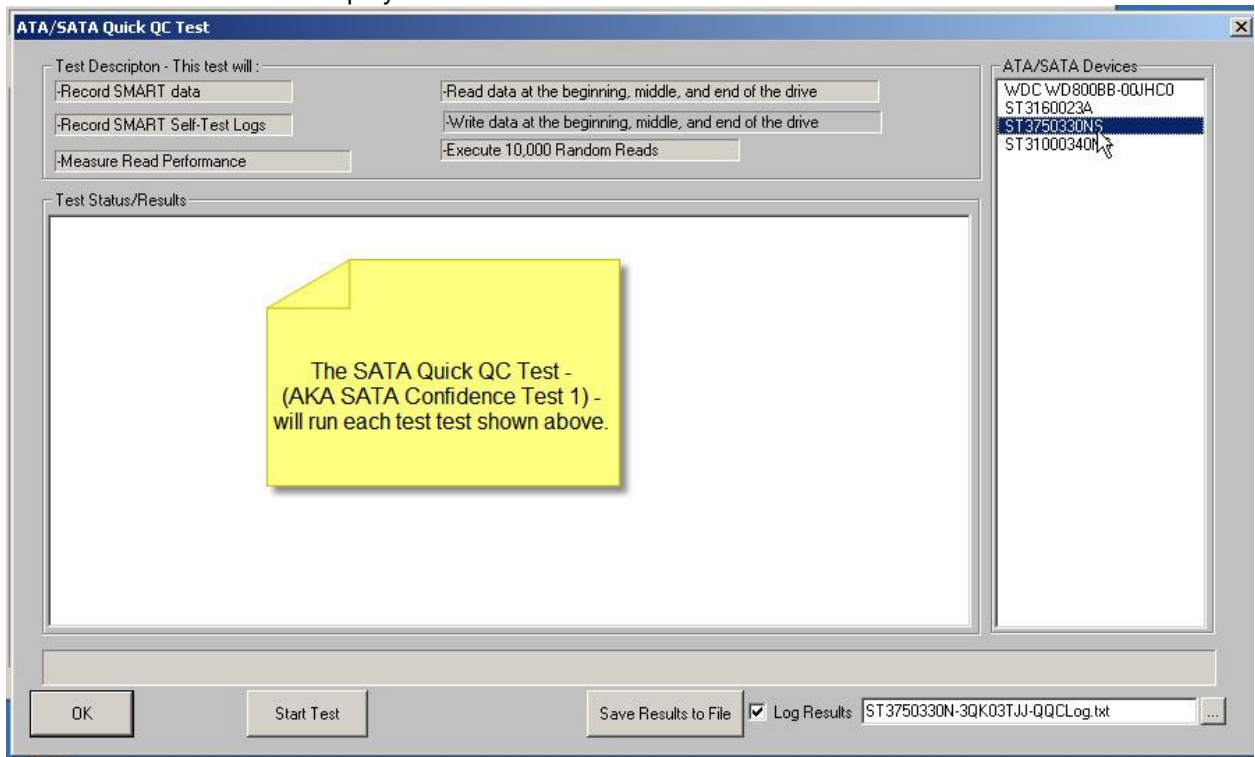 ATA/SATA Quick QC Test
Test Descripton - This test will :
-Record SMART data
-Record SMART Self-Test Logs
-Measure Read Performance
-Read data at the beginning, middle, and end of the drive
-Write data at the beginning, middle, and end of the drive
-Execute 10,000 Random Reads
ATA/SATA Devices
WDC WD800BB-00JHC0
ST3160023A
ST3750330NS
Test Status/Results
The SATA Quick QC Test -
(AKA SATA Confidence Test 1) -
will run each test test shown above.
OK
Start Test
Save Results to File
Log Results
ST3750330N-3QK03TJJ-QQCLog.txt
...